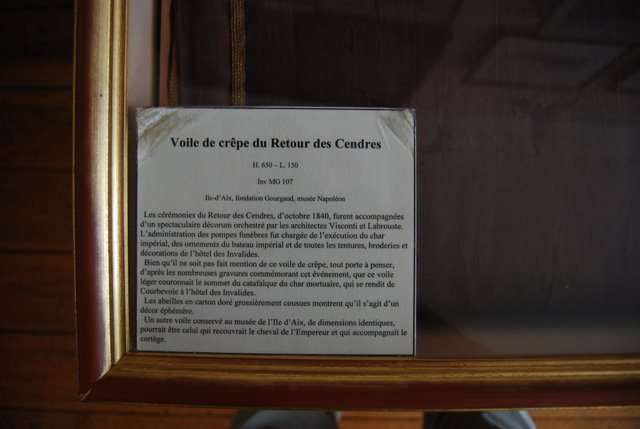 Voile de crêpe du Retour des Cendres
H. 650 – L. 150
Inv MG 107
Ile-d'Aix, fondation Gourgaud, musée Napoléon
Les cérémonies du Retour des Cendres, d'octobre 1840, furent accompagnées
d'un spectaculaire décorum orchestré par les architectes Visconti et Labrouste.
L'administration des pompes funèbres fut chargée de l'exécution du char
impérial, des ornements du bateau impérial et de toutes les tentures, broderies et
décorations de l'hôtel des Invalides.
Bien qu'il ne soit pas fait mention de ce voile de crêpe, tout porte à penser,
d'après les nombreuses gravures commémorant cet événement, que ce voile
léger couronnait le sommet du catafalque du char mortuaire, qui se rendit de
Courbevoie à l'hôtel des Invalides.
Les abeilles en carton doré grossièrement cousues montrent qu'il s'agit d'un
décor éphémère.
Un autre voile conservé au musée de l'Ile d'Aix, de dimensions identiques,
pourrait être celui qui recouvrait le cheval de l'Empereur et qui accompagnait le
cortège.